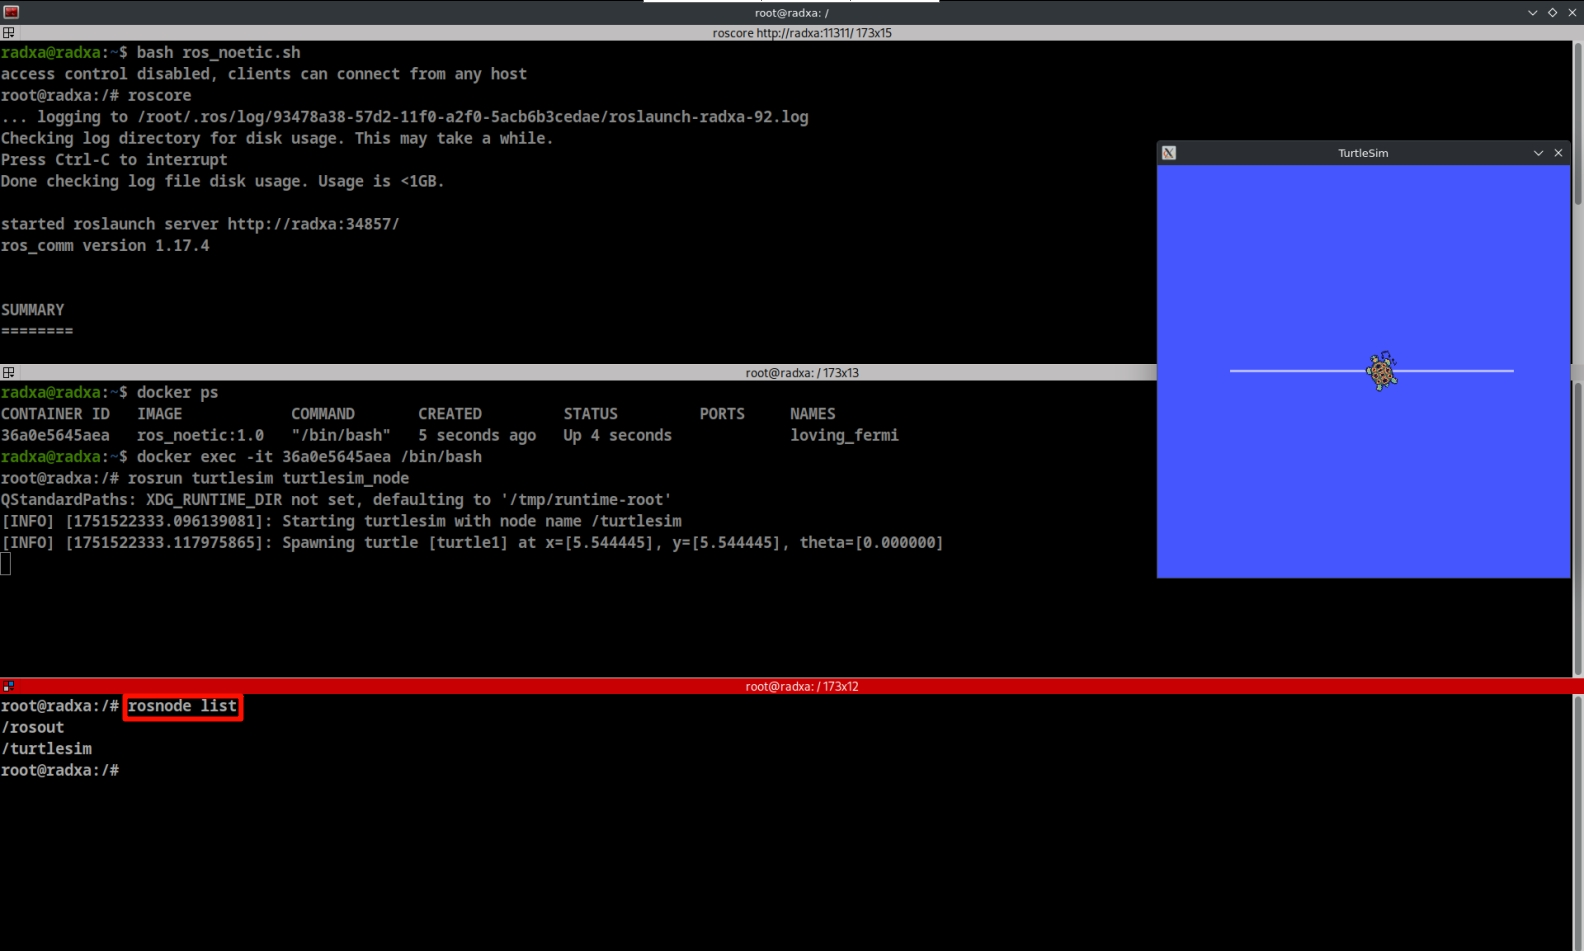 root@radxa: /
roscore http://radxa:11311/ 173x15
radxa@radxa:~$ bash ros_noetic.sh
access control disabled, clients can connect from any host
root@radxa:/# roscore
... logging to /root/.ros/log/93478a38-57d2-11f0-a2f0-5acb6b3cedae/roslaunch-radxa-92.log
Checking log directory for disk usage. This may take a while.
Press Ctrl-C to interrupt
Done checking log file disk usage. Usage is <1GB.
started roslaunch server http://radxa:34857/
ros_comm version 1.17.4
SUMMARY
========
TurtleSim
root@radxa: / 173x13
radxa@radxa:~$ docker ps
CONTAINER ID   IMAGE            COMMAND       CREATED         STATUS         PORTS     NAMES
36a0e5645aea   ros_noetic:1.0   "/bin/bash"   5 seconds ago   Up 4 seconds             loving_fermi
radxa@radxa:~$ docker exec -it 36a0e5645aea /bin/bash
root@radxa:/# rosrun turtlesim turtlesim_node
QStandardPaths: XDG_RUNTIME_DIR not set, defaulting to '/tmp/runtime-root'
[INFO] [1751522333.096139081]: Starting turtlesim with node name /turtlesim
[INFO] [1751522333.117975865]: Spawning turtle [turtle1] at x=[5.544445], y=[5.544445], theta=[0.000000]
root@radxa: / 173x12
root@radxa:/# rosnode list
/rosout
/turtlesim
root@radxa:/#